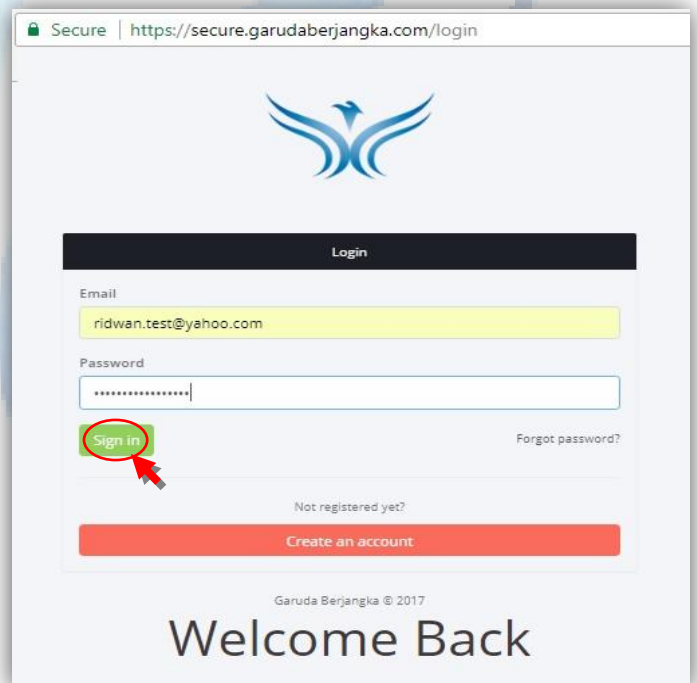 Secure | https://secure.garudaberjangka.com/login
Login
Email
ridwan.test@yahoo.com
Password
•••••••••••••••••
Sign in
Forgot password?
Not registered yet?
Create an account
Garuda Berjangka © 2017
Welcome Back